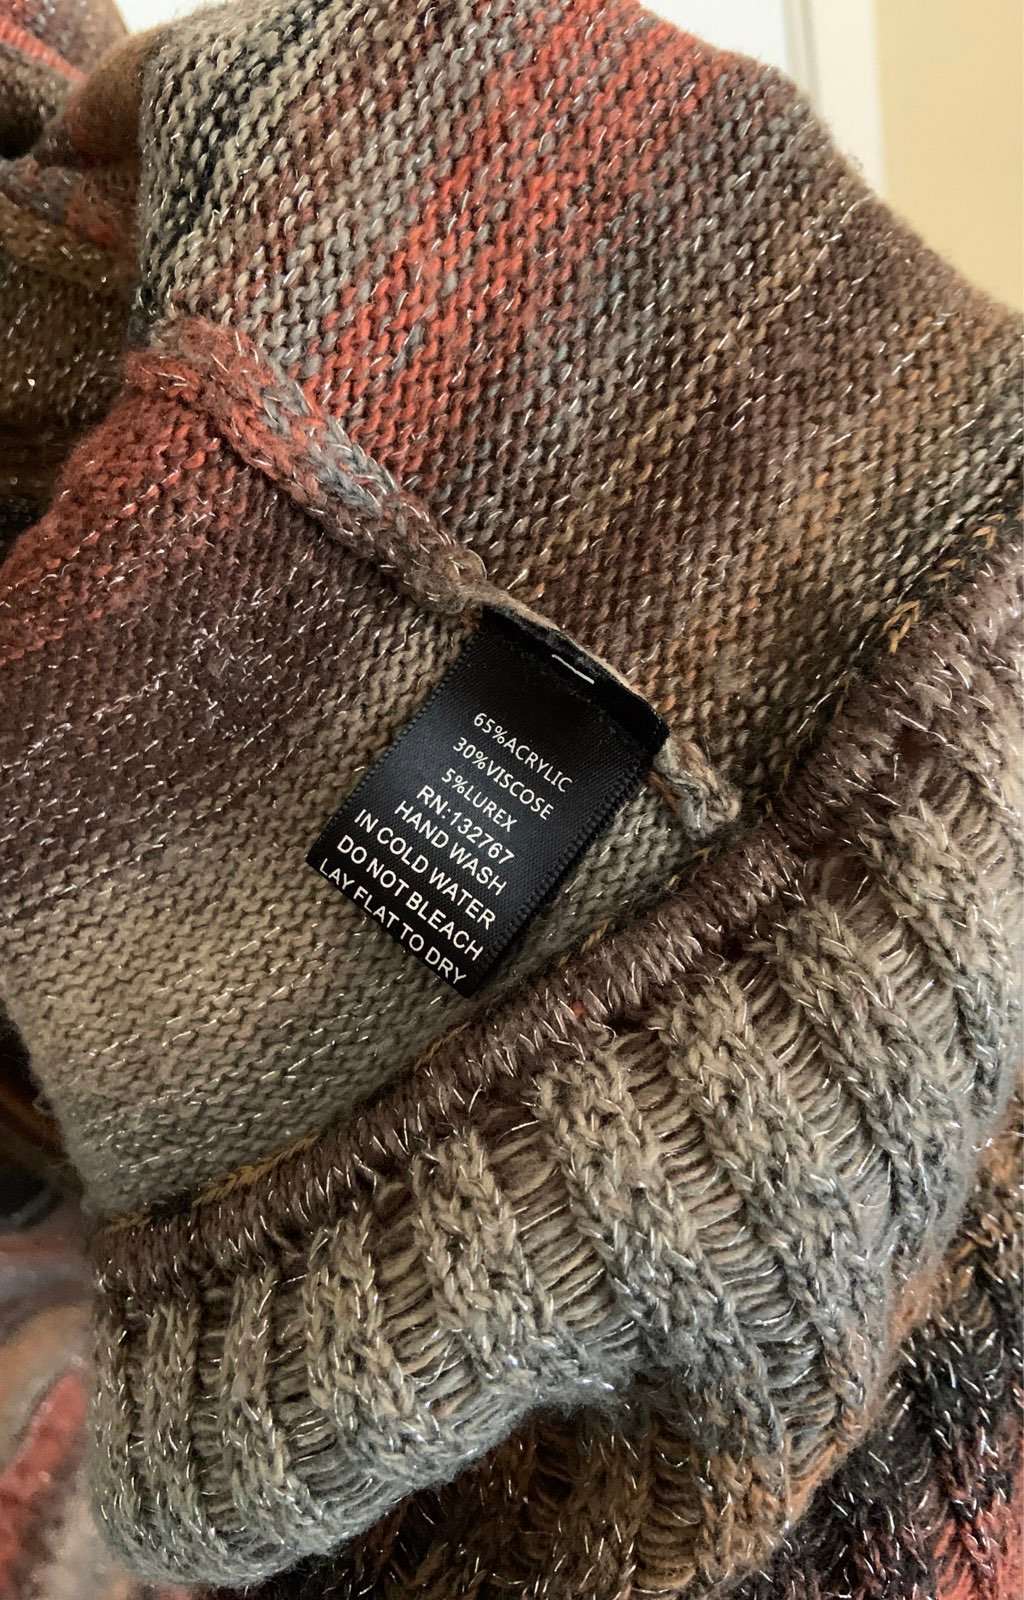 65%ACRYLIC
30%VISCOSE
5%LUREX
RN:132767
HAND WASH
IN COLD WATER
DO NOT BLEACH
LAY FLAT TO DRY